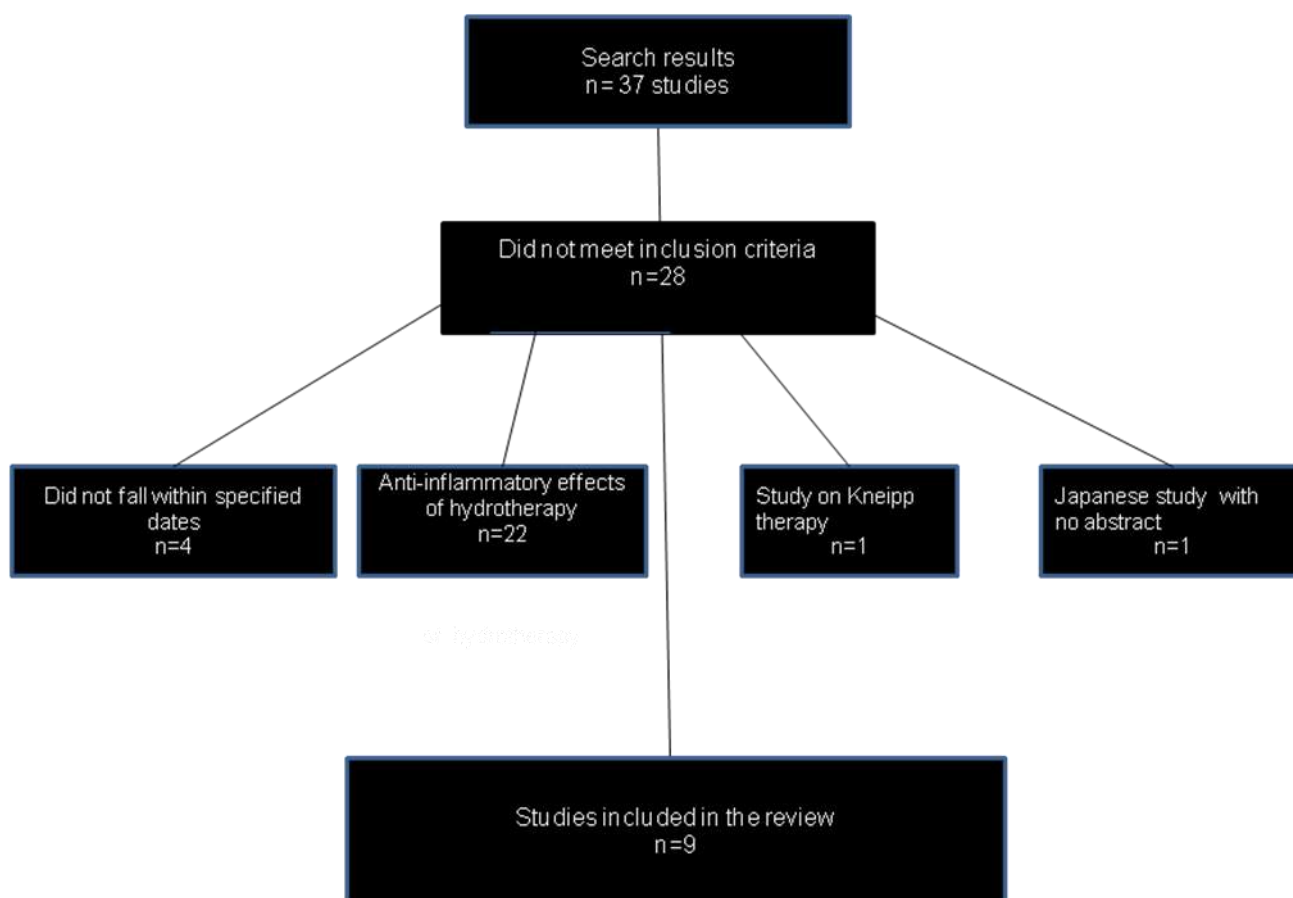 Search results
n= 37 studies
Did not meet inclusion criteria
n=28
Did not fall within specified
dates
n=4
Anti-inflammatory effects
of hydrotherapy
n=22
Study on Kneipp
therapy
n=1
Japanese study with
no abstract
n=1
of hydrotherapy
Studies included in the review
n=9